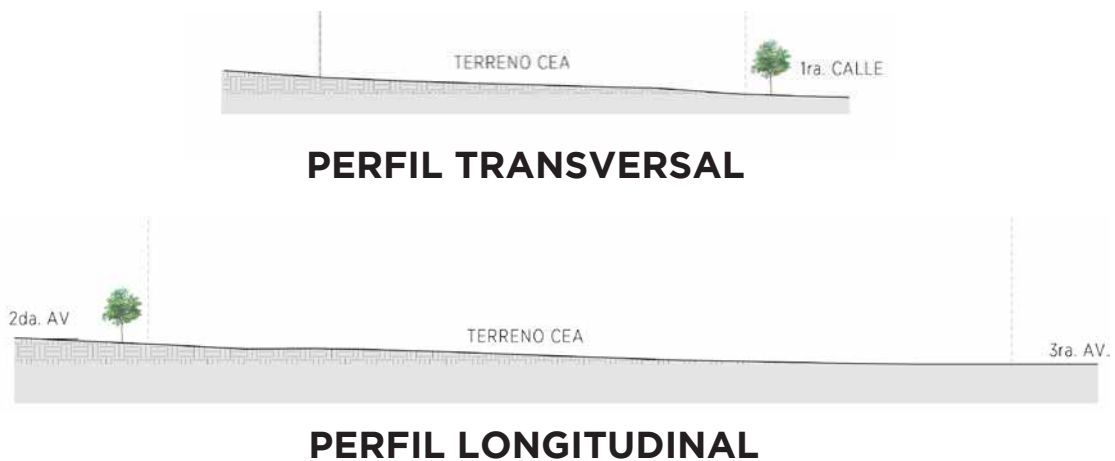 TERRENO CEA
1ra. CALLE
PERFIL TRANSVERSAL
2da. AV
TERRENO CEA
3ra. AV.
PERFIL LONGITUDINAL